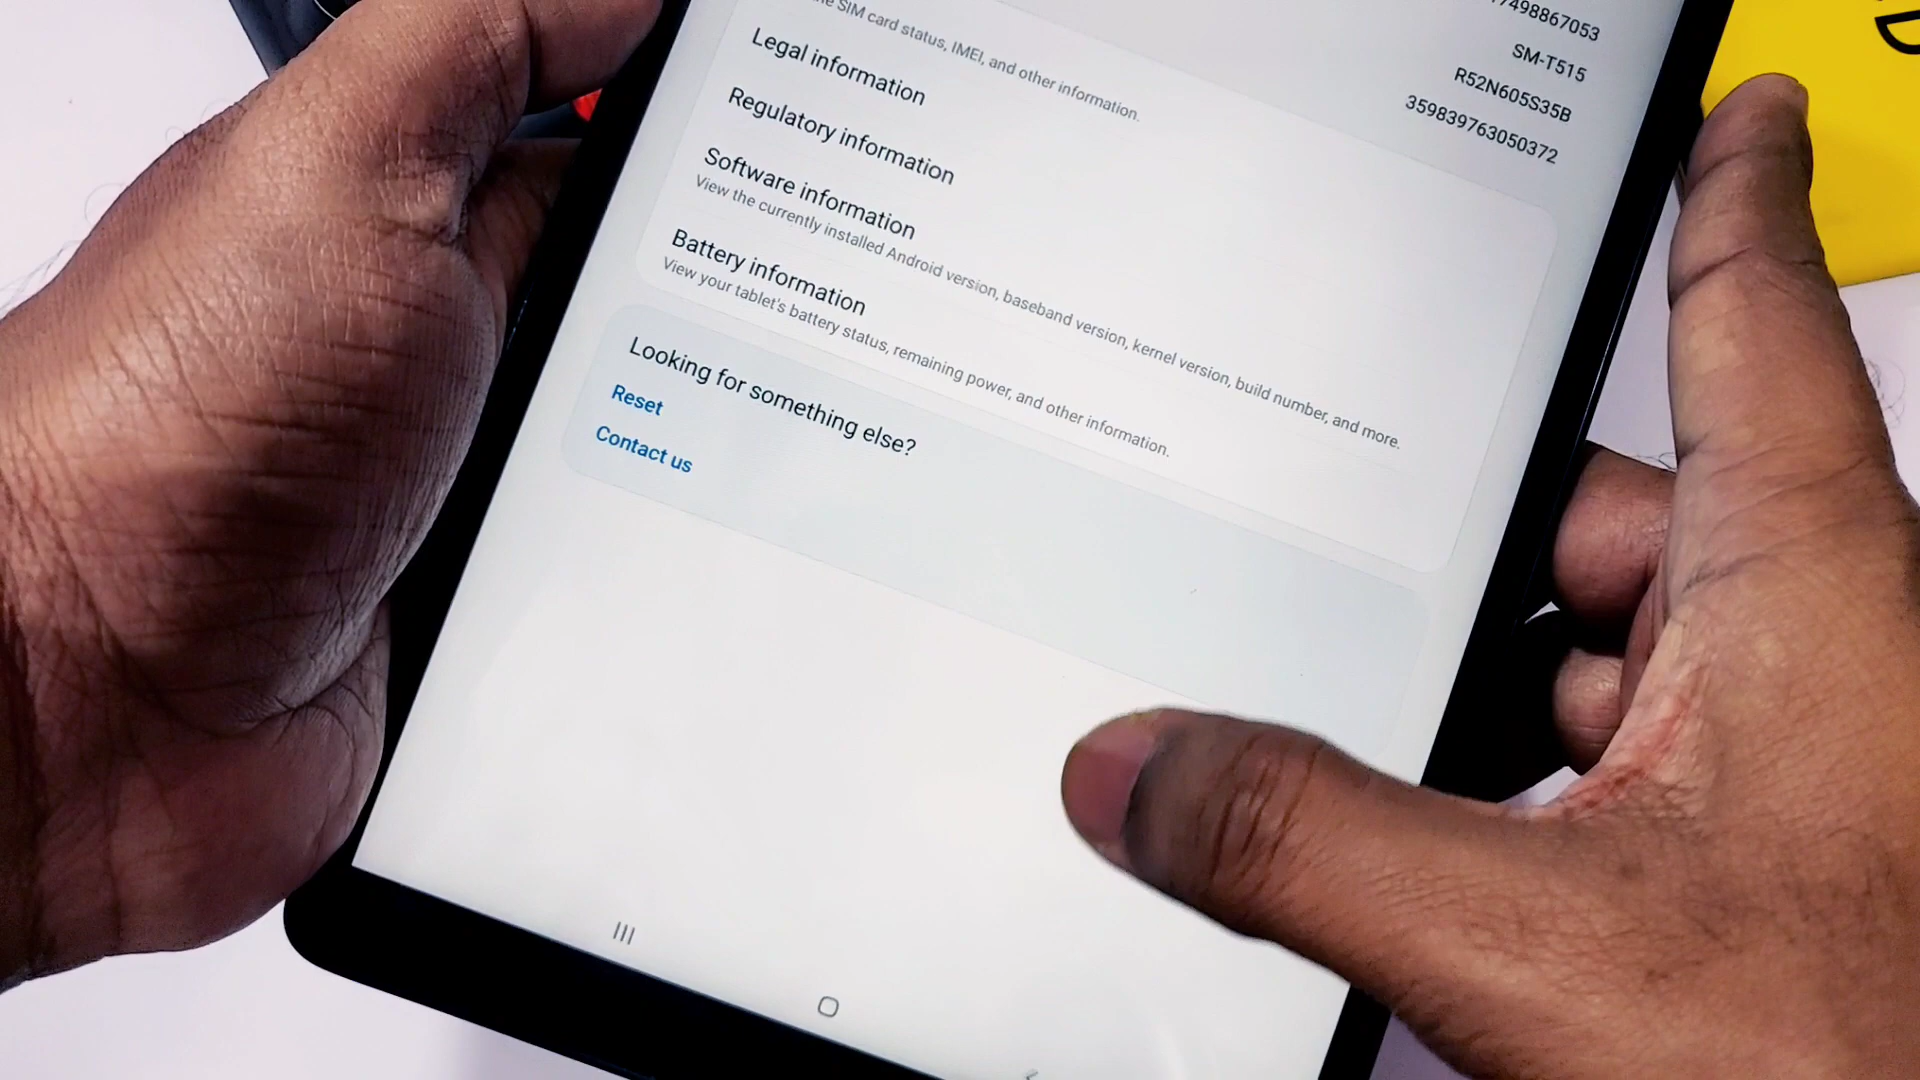 7498867053
SM-T515
R52N605S35B
359839763050372
SIM card status, IMEI, and other information.
Legal information
Regulatory information
Software information
View the currently installed Android version, baseband version, kernel version, build number, and more.
Battery information
View your tablet's battery status, remaining power, and other information.
Looking for something else?
Reset
Contact us
D